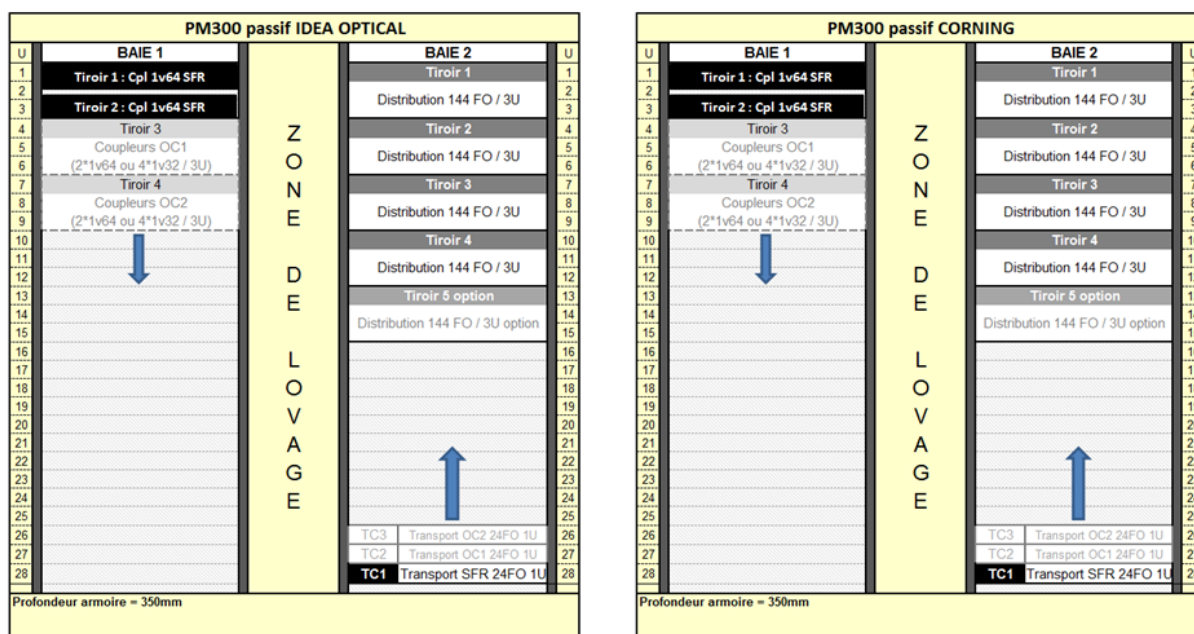 PM300 passif IDEA OPTICAL
U BAIE 1 BAIE 2 U
1 Tiroir 1 : Cpl 1v64 SFR Tiroir 1 1
2 Distribution 144 FO / 3U 2
3 Tiroir 2 : Cpl 1v64 SFR 3
4 Tiroir 3 Z Tiroir 2 4
5 Coupleurs OC1 O Distribution 144 FO / 3U 5
6 (2*1v64 ou 4*1v32 / 3U) N 6
7 Tiroir 4 Tiroir 3 7
8 Coupleurs OC2 E Distribution 144 FO / 3U 8
9 (2*1v64 ou 4*1v32 / 3U) 9
10 Tiroir 4 10
11 D Distribution 144 FO / 3U 11
12 12
13 E Tiroir 5 option 13
14 Distribution 144 FO / 3U option 14
15 15
16 L 16
17 17
18 O 18
19 V 19
20 20
21 A 21
22 22
23 G 23
24 E 24
25 25
26 TC3 Transport OC2 24FO 1U 26
27 TC2 Transport OC1 24FO 1U 27
28 TC1 Transport SFR 24FO 1U 28
Profondeur armoire = 350mm
PM300 passif CORNING
U BAIE 1 BAIE 2
1 Tiroir 1 : Cpl 1v64 SFR Tiroir 1
2 Distribution 144 FO / 3U
3 Tiroir 2 : Cpl 1v64 SFR
4 Tiroir 3 Z Tiroir 2
5 Coupleurs OC1 O Distribution 144 FO / 3U
6 (2*1v64 ou 4*1v32 / 3U) N
7 Tiroir 4 Tiroir 3
8 Coupleurs OC2 E Distribution 144 FO / 3U
9 (2*1v64 ou 4*1v32 / 3U)
10 Tiroir 4
11 D Distribution 144 FO / 3U
12
13 E Tiroir 5 option
14 Distribution 144 FO / 3U option
15
16 L
17
18 O
19 V
20
21 A
22
23 G
24 E
25
26 TC3 Transport OC2 24FO 1U
27 TC2 Transport OC1 24FO 1U
28 TC1 Transport SFR 24FO 1U
Profondeur armoire = 350mm